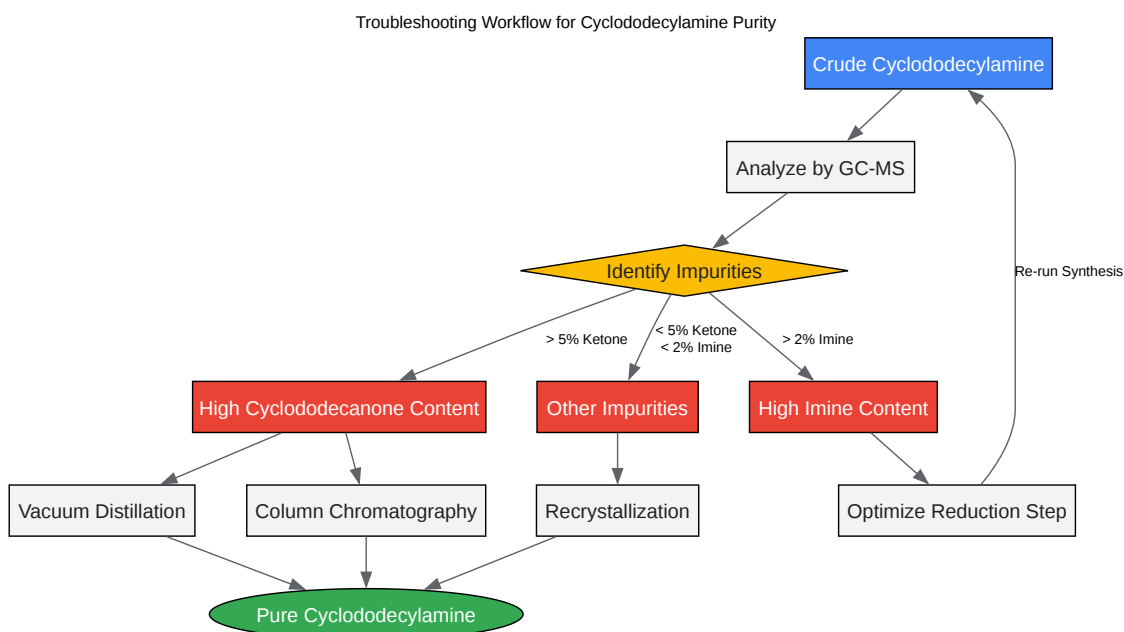 Troubleshooting Workflow for Cyclododecylamine Purity
Crude Cyclododecylamine
Analyze by GC-MS
Identify Impurities
Re-run Synthesis
> 5% Ketone
< 5% Ketone
< 2% Imine
> 2% Imine
High Cyclododecanone Content
Other Impurities
High Imine Content
Vacuum Distillation
Column Chromatography
Recrystallization
Optimize Reduction Step
Pure Cyclododecylamine